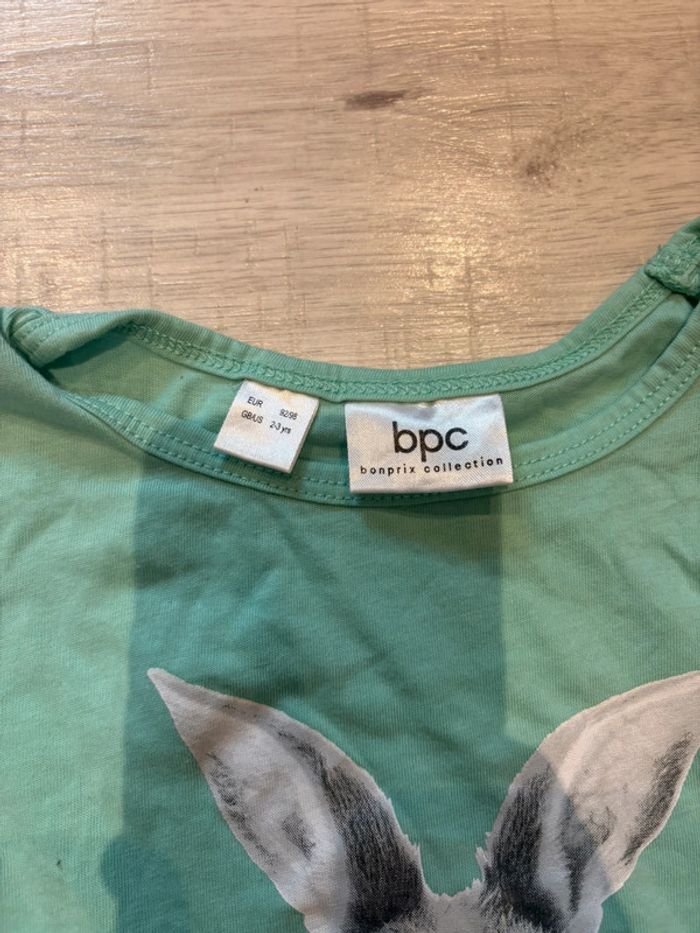 EUR 92/98
GB/US 2-3 yrs
bpc
bonprix collection